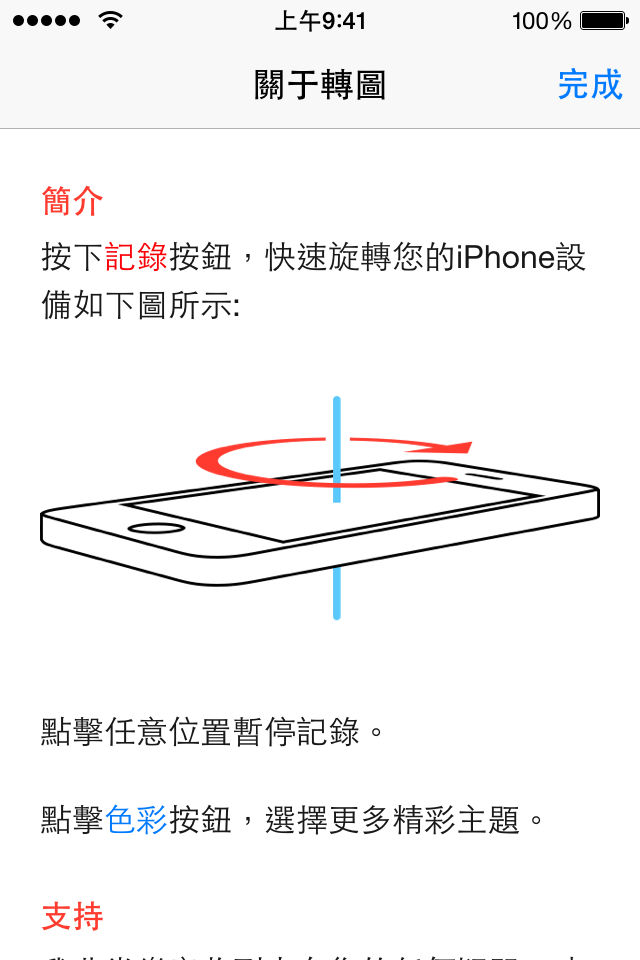 上午9:41
100%
關于轉圖
完成
簡介
按下記錄按鈕，快速旋轉您的iPhone設
備如下圖所示:
點擊任意位置暫停記錄。
點擊色彩按鈕，選擇更多精彩主題。
支持